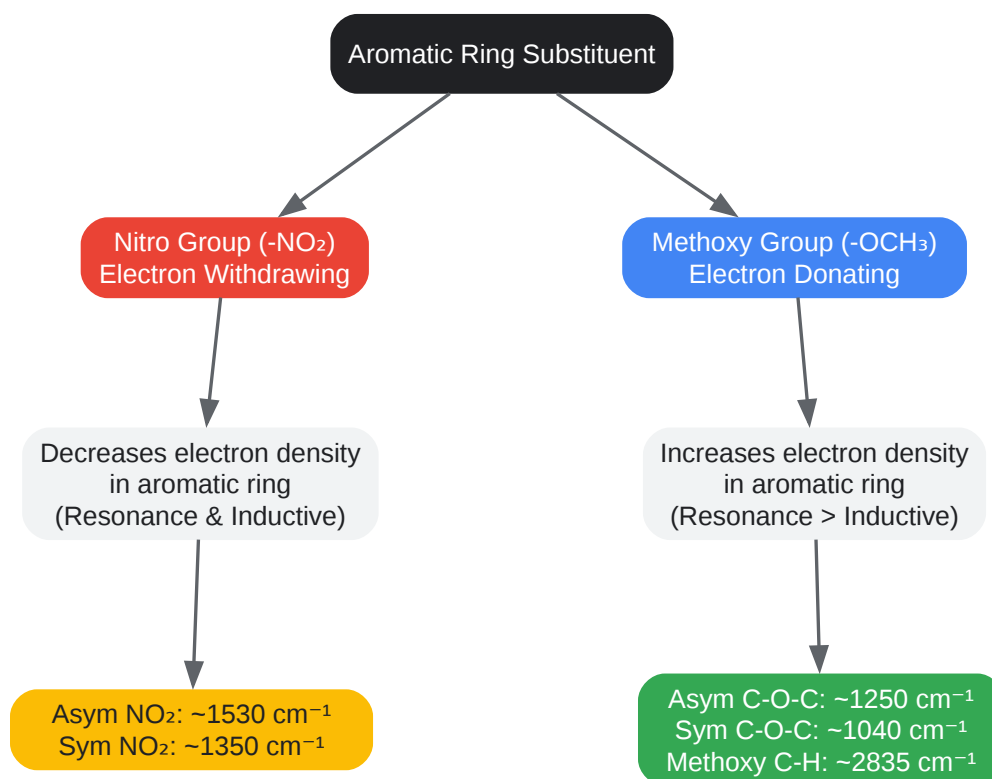 Aromatic Ring Substituent
Nitro Group (-NO₂)
Electron Withdrawing
Methoxy Group (-OCH₃)
Electron Donating
Decreases electron density
in aromatic ring
(Resonance & Inductive)
Increases electron density
in aromatic ring
(Resonance > Inductive)
Asym NO₂: ~1530 cm⁻¹
Sym NO₂: ~1350 cm⁻¹
Asym C-O-C: ~1250 cm⁻¹
Sym C-O-C: ~1040 cm⁻¹
Methoxy C-H: ~2835 cm⁻¹